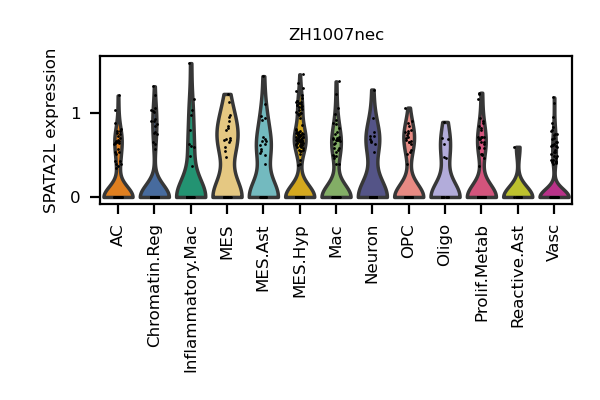 ZH1007nec
SPATA2L expression
1
0
AC
Chromatin.Reg
Inflammatory.Mac
MES
MES.Ast
MES.Hyp
Mac
Neuron
OPC
Oligo
Prolif.Metab
Reactive.Ast
Vasc